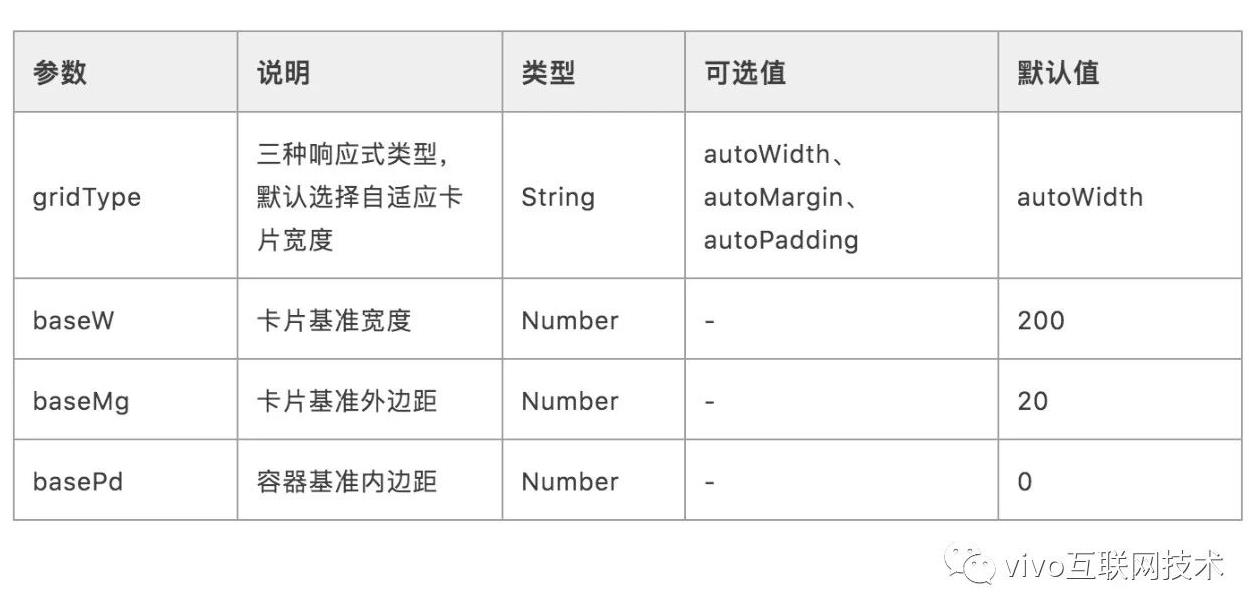 参数 说明 类型 可选值 默认值
三种响应式类型, autoWidth、
gridType 默认选择自适应卡 String autoMargin、 autoWidth
片宽度 autoPadding
baseW 卡片基准宽度 Number - 200
baseMg 卡片基准外边距 Number - 20
basePd 容器基准内边距 Number - 0
vivo互联网技术